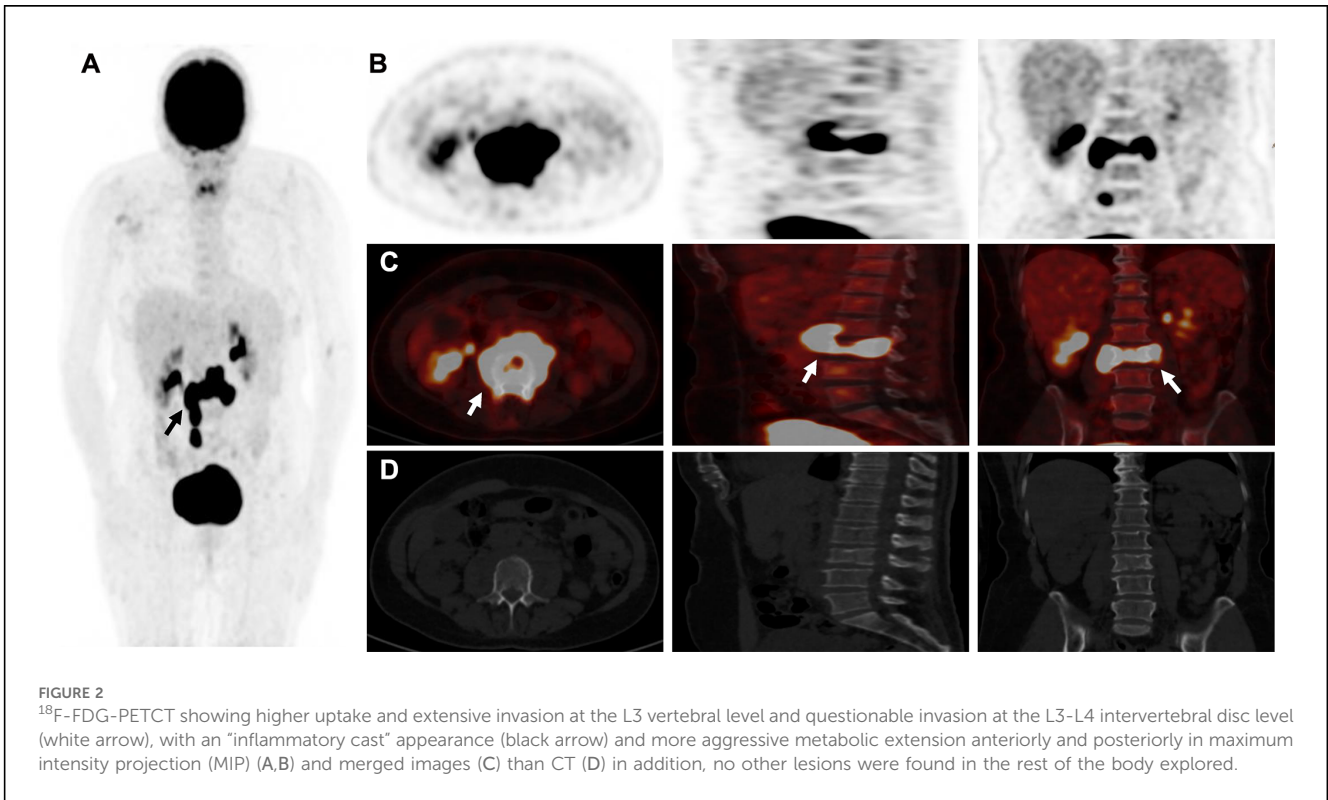 A
B
C
D
FIGURE 2
¹⁸F-FDG-PETCT showing higher uptake and extensive invasion at the L3 vertebral level and questionable invasion at the L3-L4 intervertebral disc level
(white arrow), with an “inflammatory cast” appearance (black arrow) and more aggressive metabolic extension anteriorly and posteriorly in maximum
intensity projection (MIP) (A,B) and merged images (C) than CT (D) in addition, no other lesions were found in the rest of the body explored.